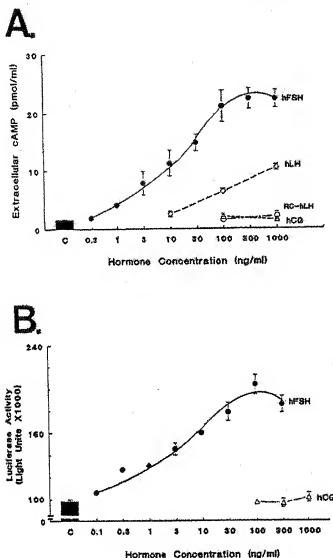 A.
Extracellular cAMP (pmol/ml)
30
20
10
0
hFSH
hLH
RC-hLH
hCG
C 0.3 1 3 10 30 100 300 1000
Hormone Concentration (ng/ml)
B.
Luciferase Activity
(Light Units X1000)
240
160
100
0
hFSH
hCG
C 0.1 0.3 1 3 10 30 100 300 1000
Hormone Concentration (ng/ml)